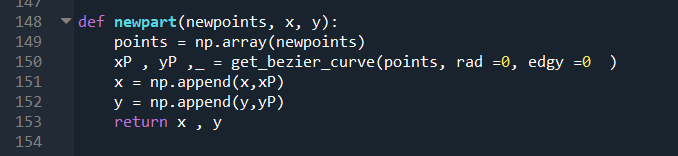 148 def newpart(newpoints, x, y):
149     points = np.array(newpoints)
150     xP , yP ,_ = get_bezier_curve(points, rad =0, edgy =0  )
151     x = np.append(x,xP)
152     y = np.append(y,yP)
153     return x , y
154